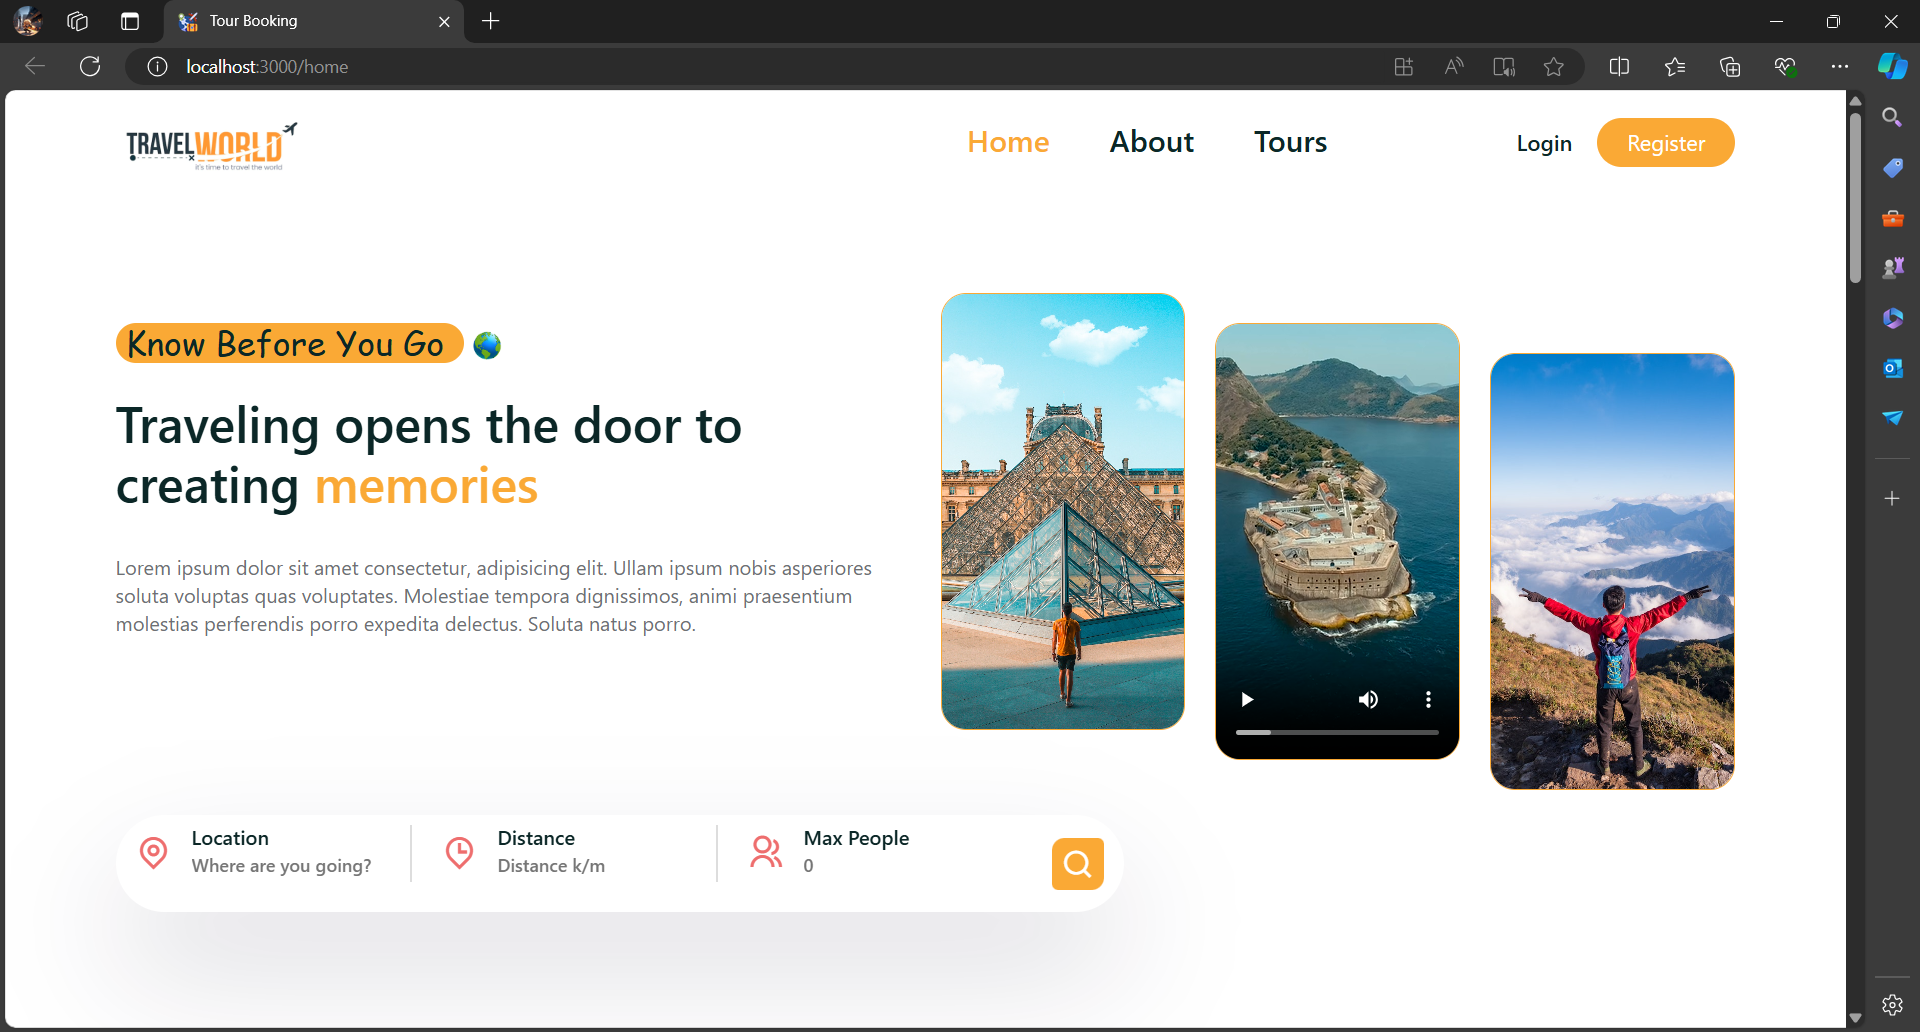 Tour Booking
localhost:3000/home
TRAVELWORLD
it's time to travel the world
Home
About
Tours
Login
Register
Know Before You Go
Traveling opens the door to
creating memories
Lorem ipsum dolor sit amet consectetur, adipisicing elit. Ullam ipsum nobis asperiores
soluta voluptas quas voluptates. Molestiae tempora dignissimos, animi praesentium
molestias perferendis porro expedita delectus. Soluta natus porro.
Location
Where are you going?
Distance
Distance k/m
Max People
0